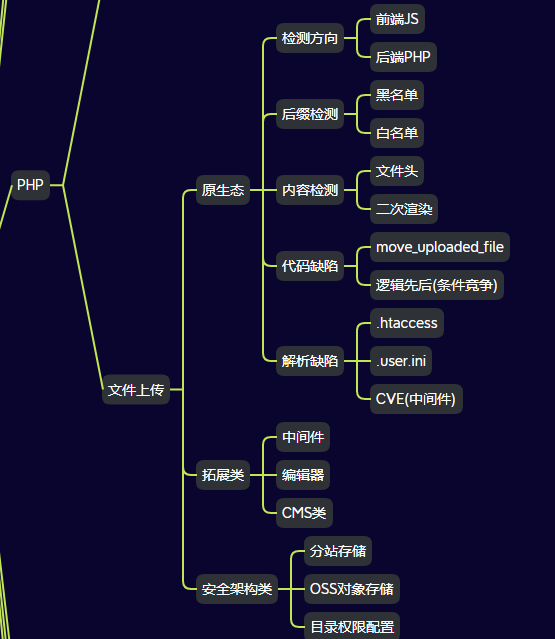 PHP
文件上传
原生态
检测方向
前端JS
后端PHP
后缀检测
黑名单
白名单
内容检测
文件头
二次渲染
代码缺陷
move_uploaded_file
逻辑先后(条件竞争)
解析缺陷
.htaccess
.user.ini
CVE(中间件)
拓展类
中间件
编辑器
CMS类
安全架构类
分站存储
OSS对象存储
目录权限配置